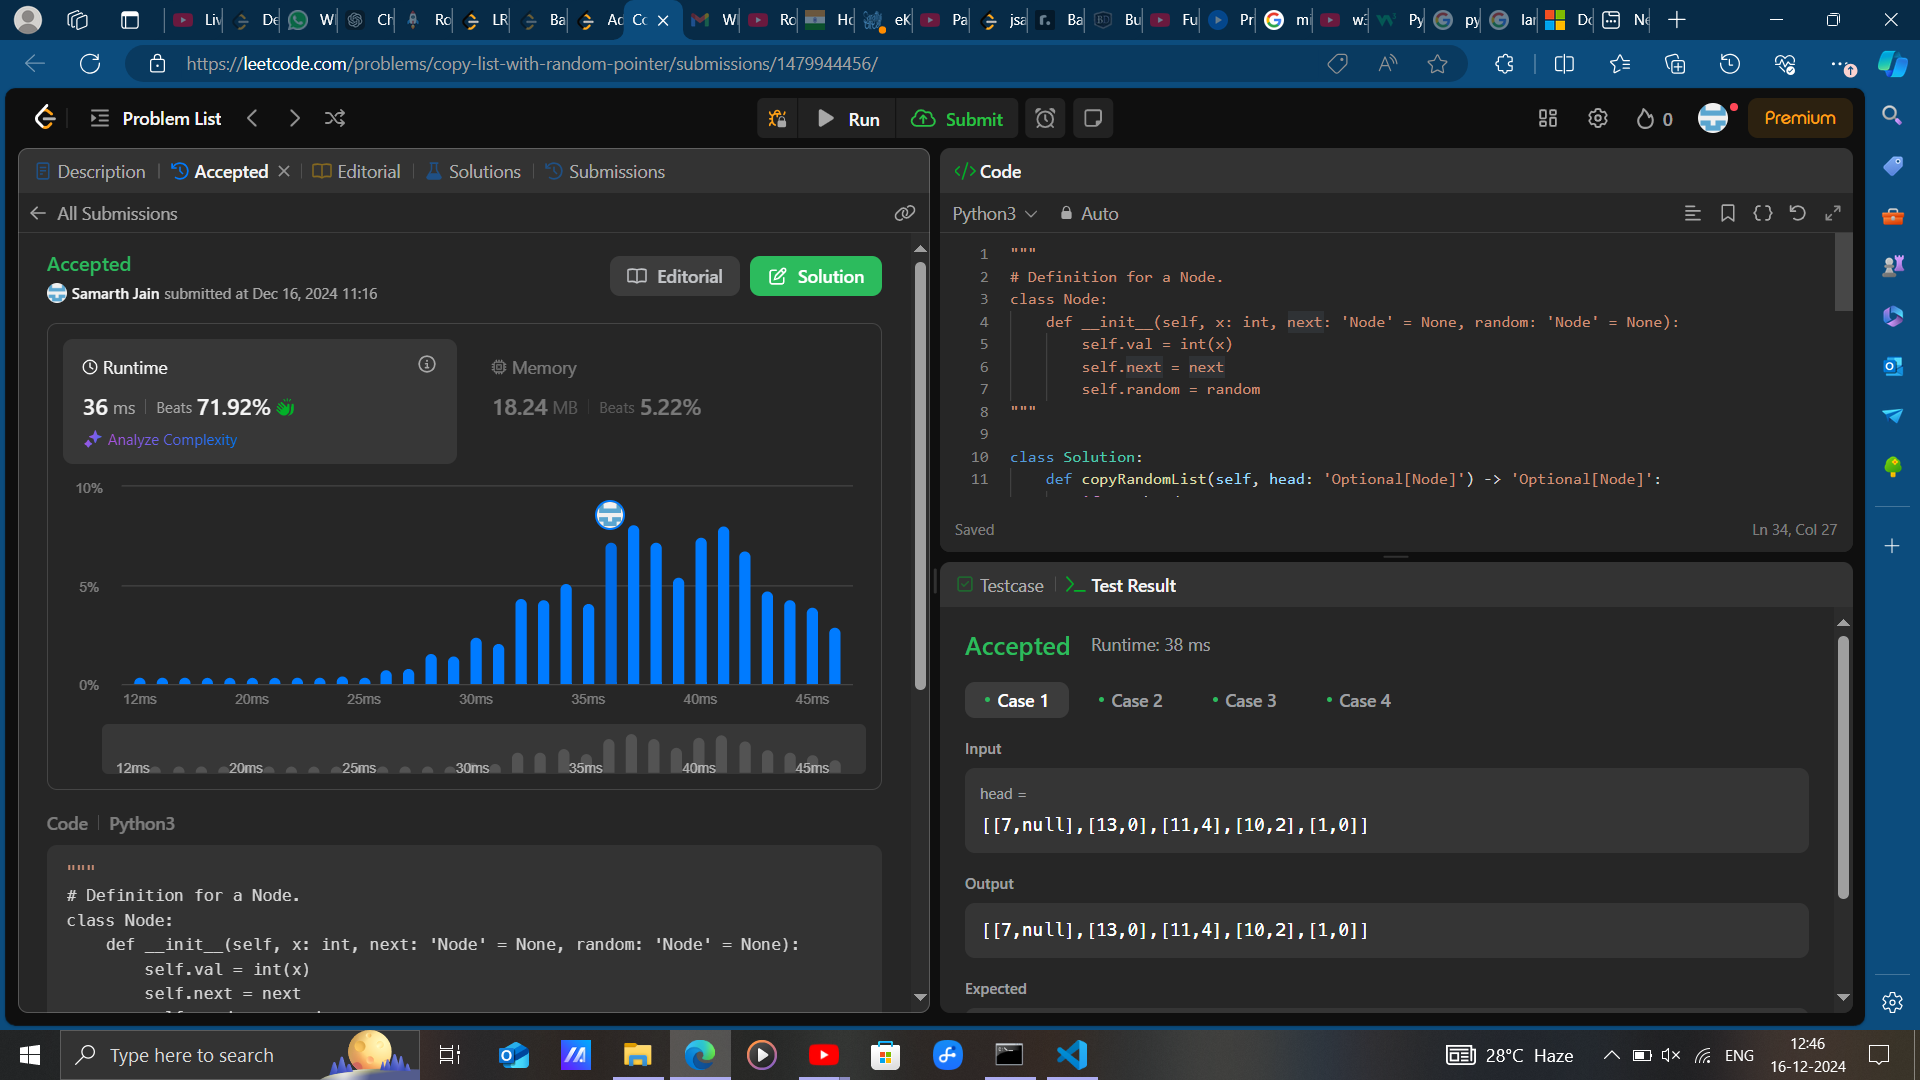 Liv
De
W
Ch
Ro
LR
Ba
Ad
Co
W
Ro
Ho
eK
Pa
jsa
Ba
Bu
Fu
Pr
mi
w3
Py
py
lar
Do
Ne
https://leetcode.com/problems/copy-list-with-random-pointer/submissions/1479944456/
Problem List
Run
Submit
0
Premium
Description
Accepted
Editorial
Solutions
Submissions
All Submissions
Accepted
Samarth Jain submitted at Dec 16, 2024 11:16
Editorial
Solution
Runtime
36 ms
Beats 71.92%
Analyze Complexity
Memory
18.24 MB
Beats 5.22%
10%
5%
0%
12ms 20ms 25ms 30ms 35ms 40ms 45ms
12ms 20ms 25ms 30ms 35ms 40ms 45ms
Code
Python3
"""
# Definition for a Node.
class Node:
def __init__(self, x: int, next: 'Node' = None, random: 'Node' = None):
self.val = int(x)
self.next = next
</> Code
Python3
Auto
1 """
2 # Definition for a Node.
3 class Node:
4 def __init__(self, x: int, next: 'Node' = None, random: 'Node' = None):
5 self.val = int(x)
6 self.next = next
7 self.random = random
8 """
9
10 class Solution:
11 def copyRandomList(self, head: 'Optional[Node]') -> 'Optional[Node]':
Saved
Ln 34, Col 27
Testcase
Test Result
Accepted
Runtime: 38 ms
Case 1
Case 2
Case 3
Case 4
Input
head =
[[7,null],[13,0],[11,4],[10,2],[1,0]]
Output
[[7,null],[13,0],[11,4],[10,2],[1,0]]
Expected
Type here to search
28°C Haze
ENG
12:46
16-12-2024